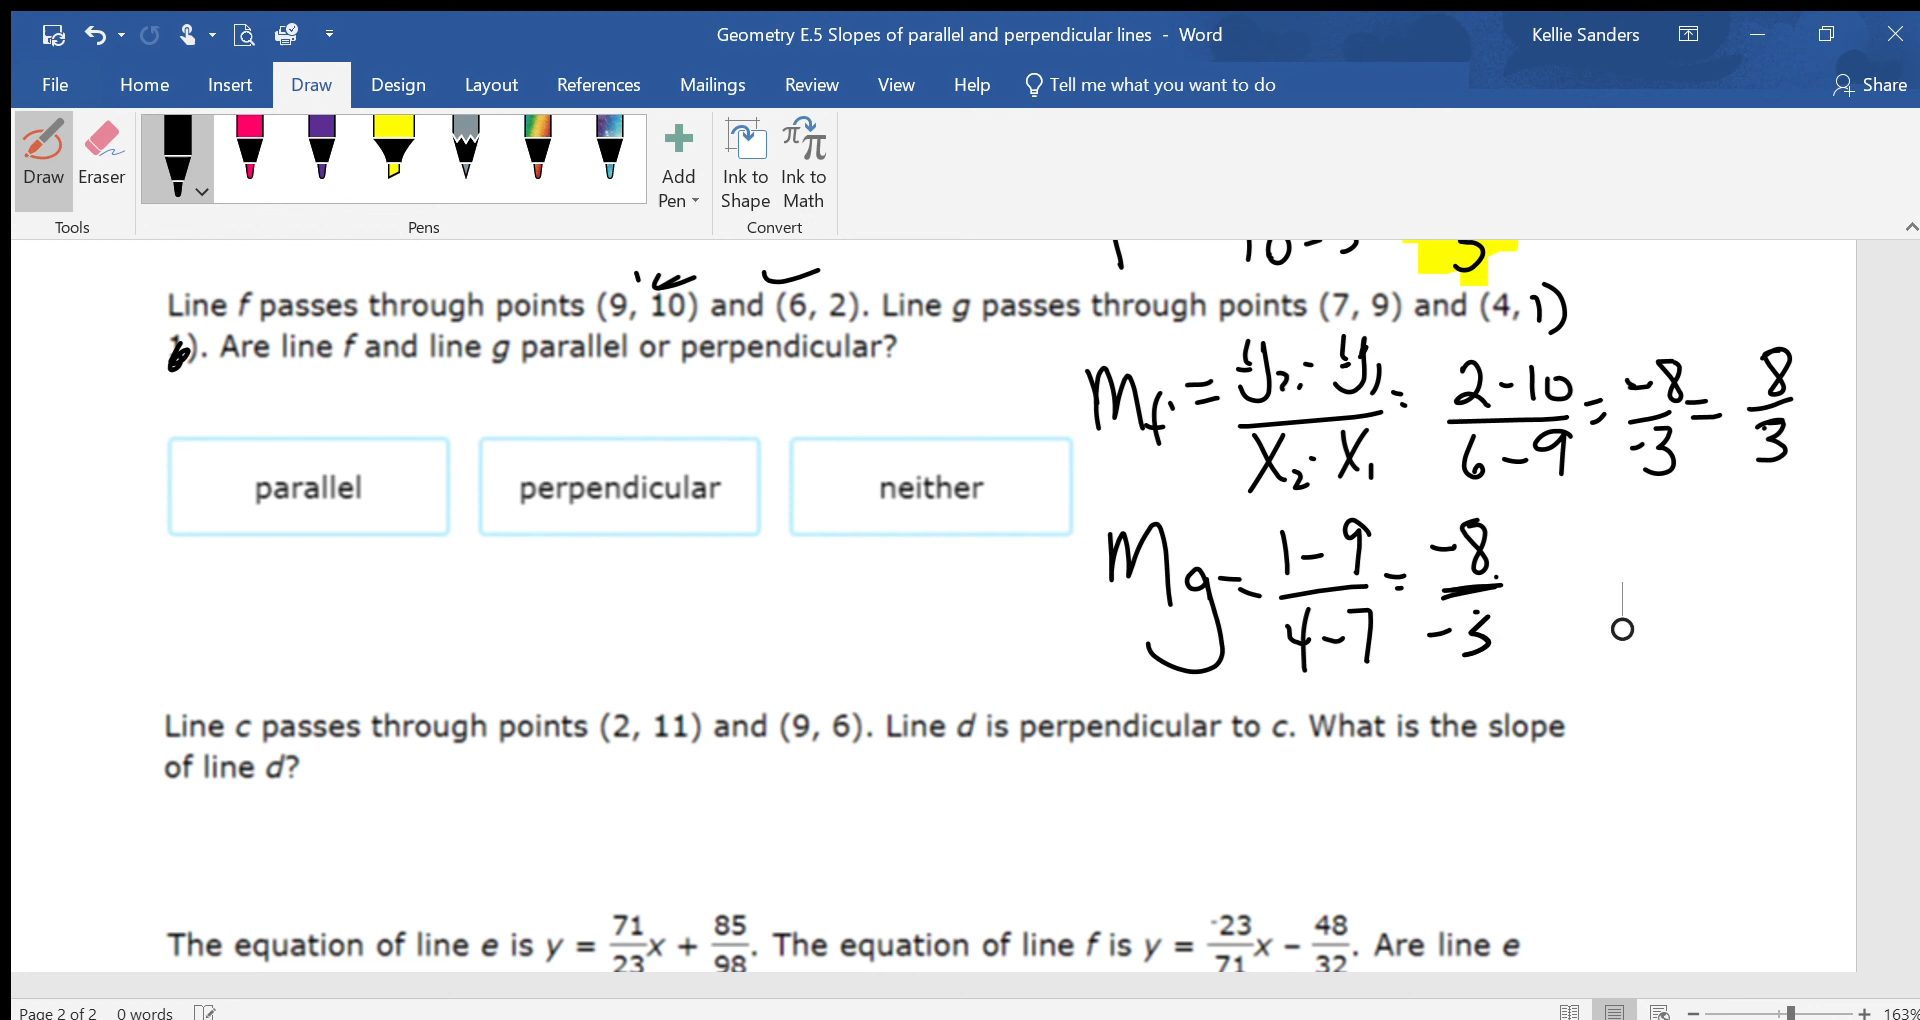 Geometry E.5 Slopes of parallel and perpendicular lines - Word
Kellie Sanders
File Home Insert Draw Design Layout References Mailings Review View Help Tell me what you want to do Share
Draw Eraser Add Pen Ink to Shape Ink to Math
Tools Pens Convert
Line f passes through points (9, 10) and (6, 2). Line g passes through points (7, 9) and (4, 1)
). Are line f and line g parallel or perpendicular?
m_f = (y₂ - y₁)/(x₂ - x₁) = (2 - 10)/(6 - 9) = -8/-3 = 8/3
parallel perpendicular neither
m_g = (1 - 9)/(4 - 7) = -8/-3
Line c passes through points (2, 11) and (9, 6). Line d is perpendicular to c. What is the slope
of line d?
The equation of line e is y = 71/23 x + 85/98. The equation of line f is y = -23/71 x - 48/32. Are line e
Page 2 of 2 0 words 163%